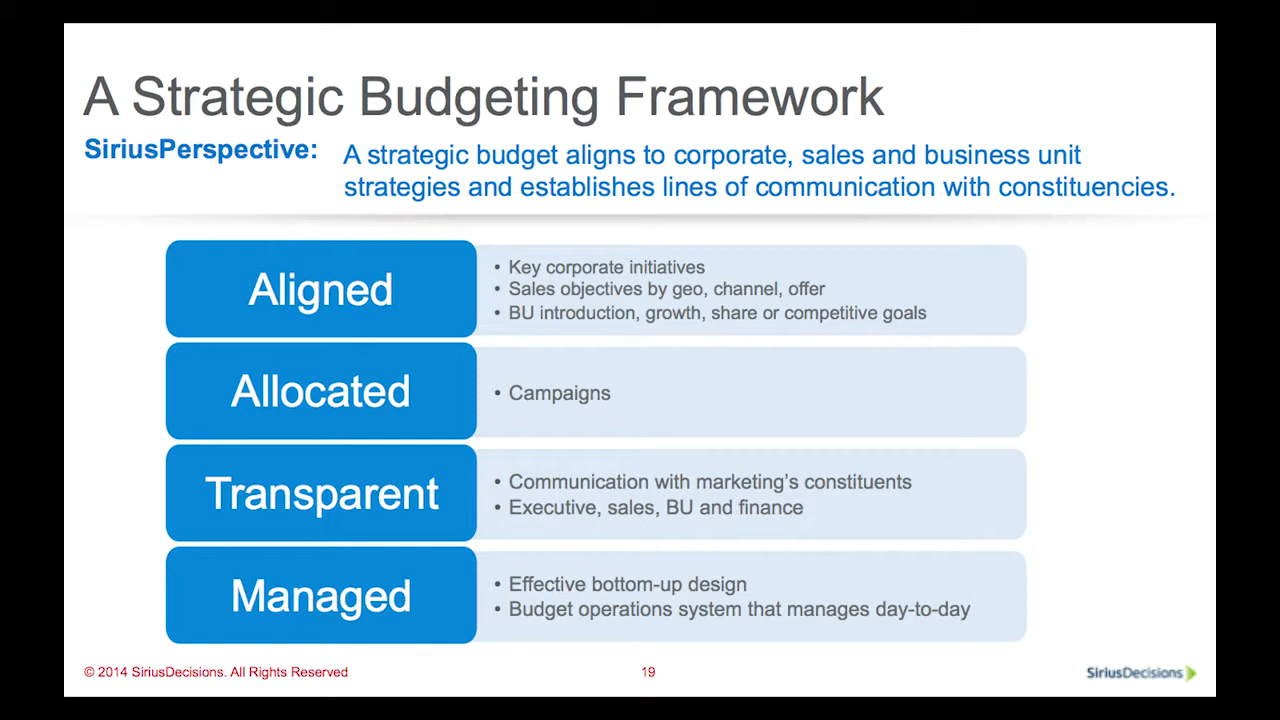 A Strategic Budgeting Framework
SiriusPerspective:
A strategic budget aligns to corporate, sales and business unit
strategies and establishes lines of communication with constituencies.
Aligned
• Key corporate initiatives
• Sales objectives by geo, channel, offer
• BU introduction, growth, share or competitive goals
Allocated
• Campaigns
Transparent
• Communication with marketing’s constituents
• Executive, sales, BU and finance
Managed
• Effective bottom-up design
• Budget operations system that manages day-to-day
© 2014 SiriusDecisions. All Rights Reserved
19
SiriusDecisions